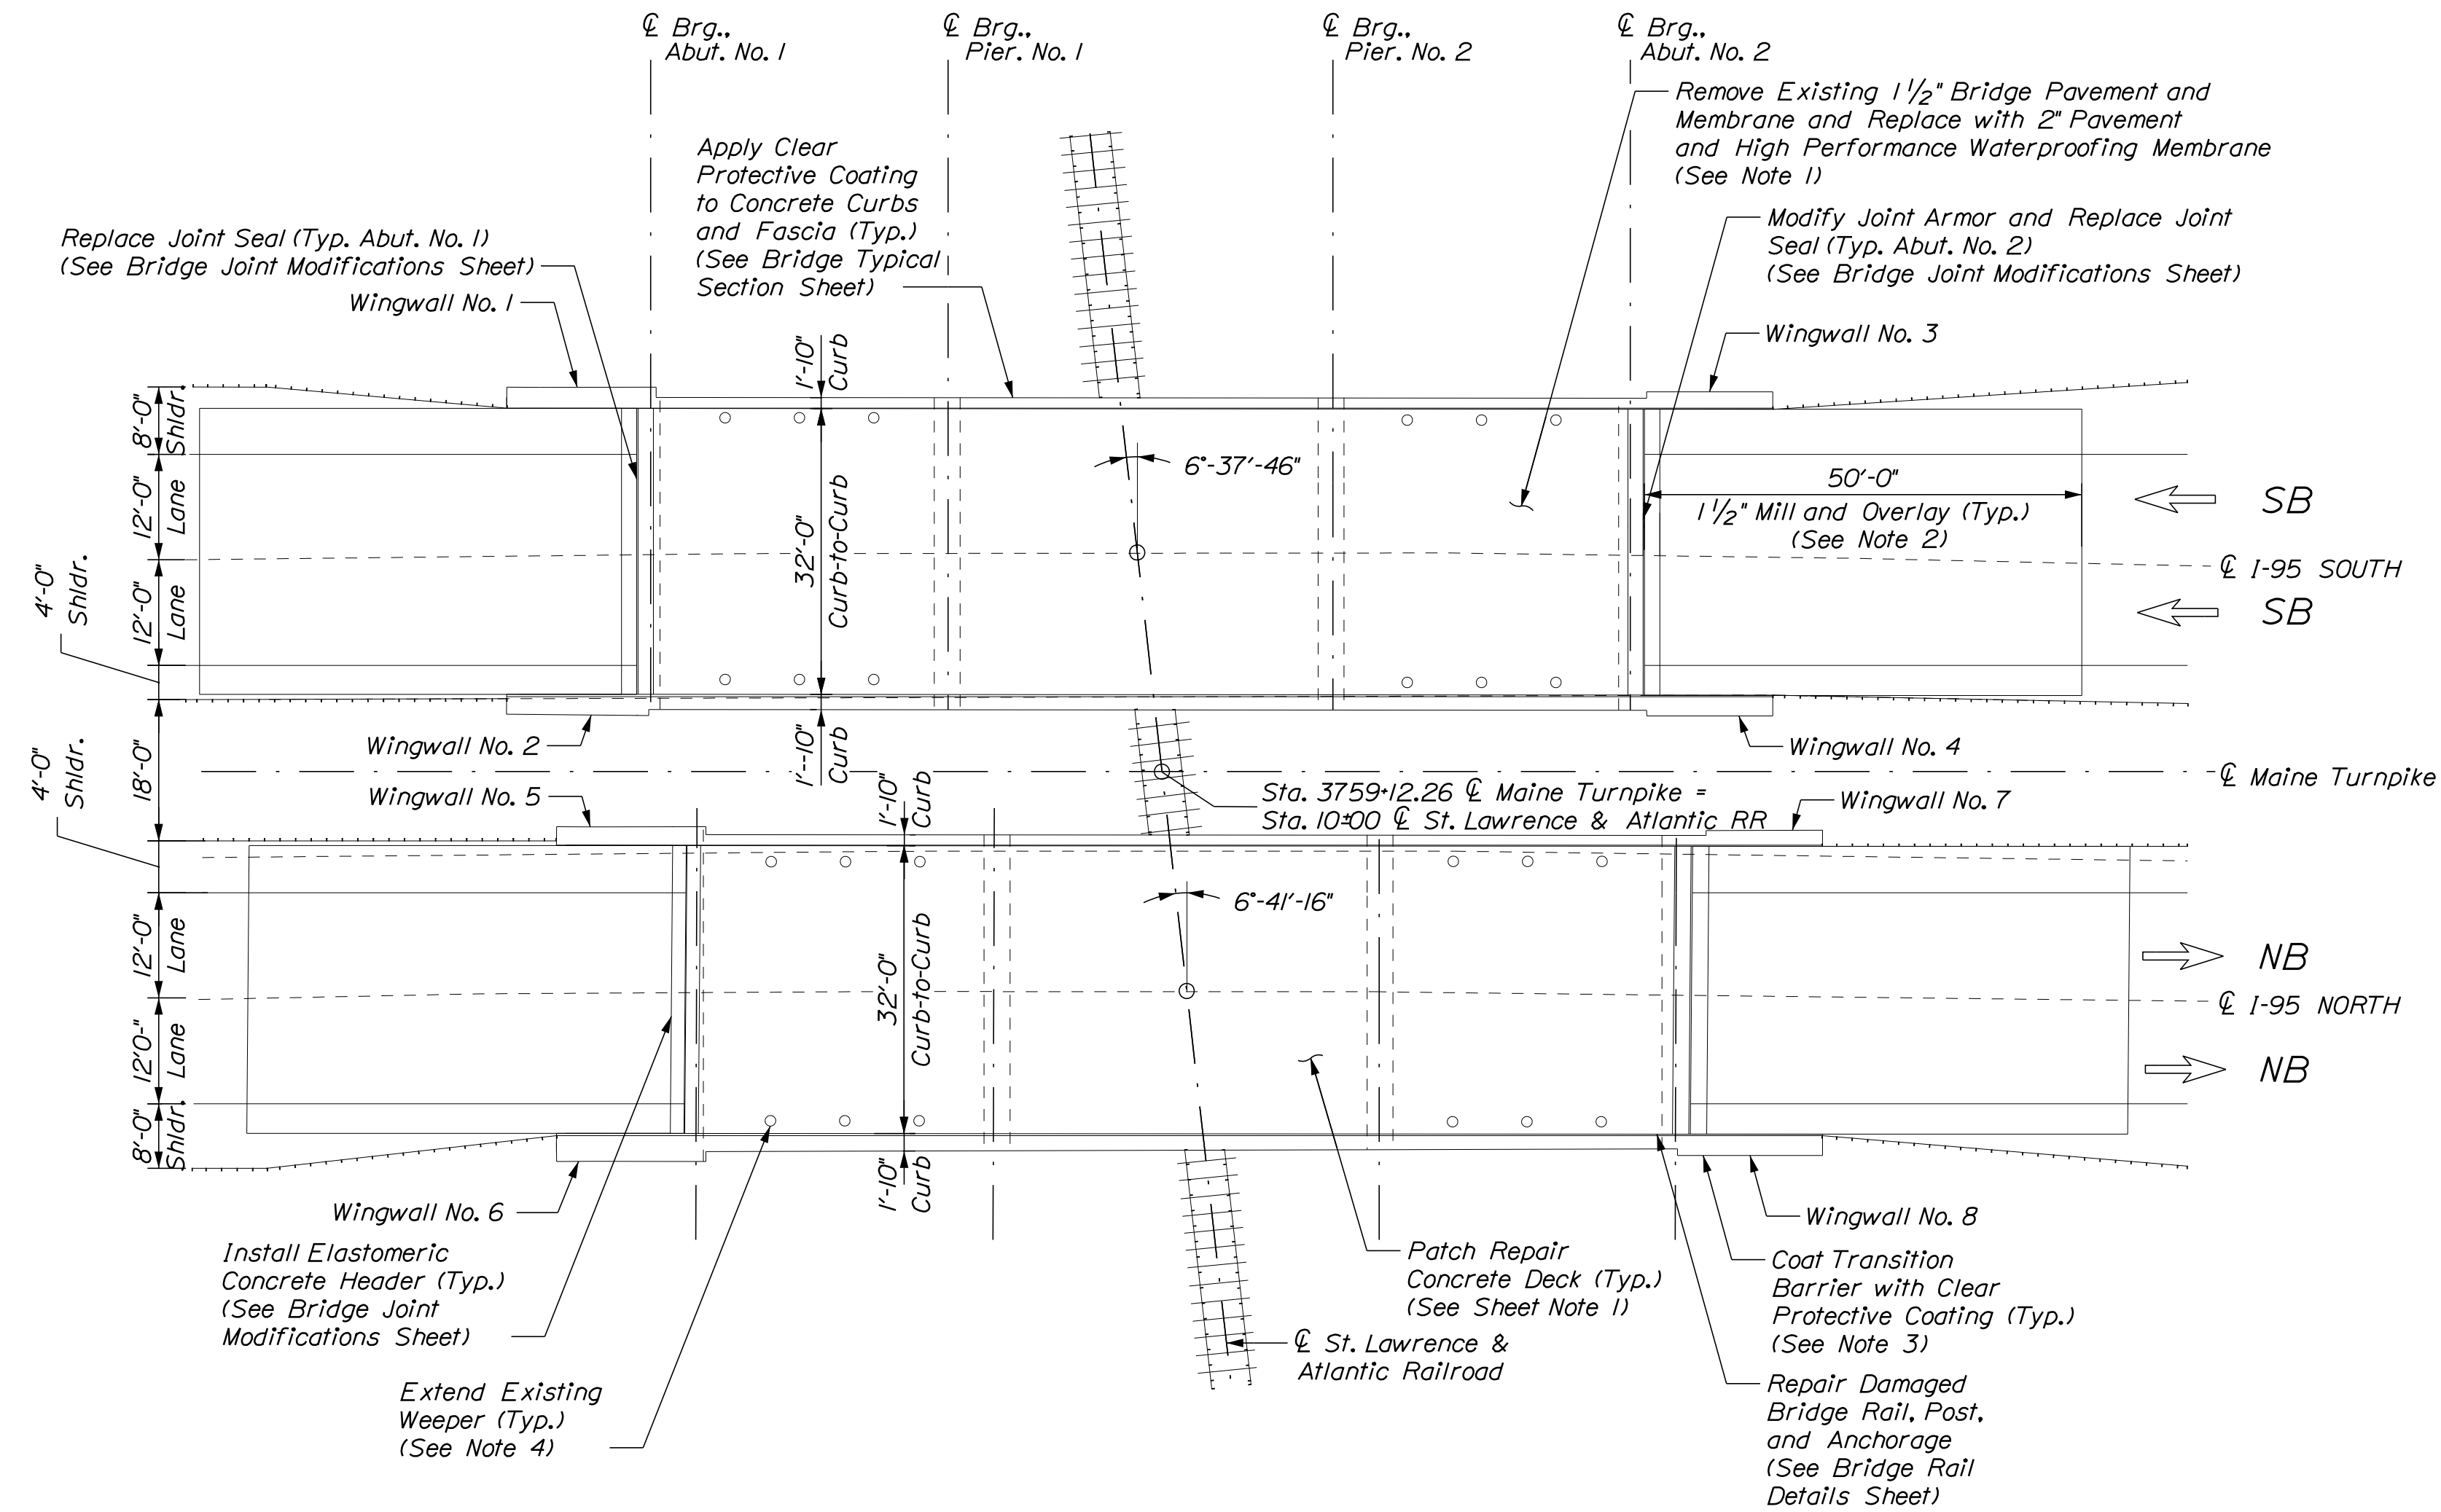 ℄ Brg.,
Abut. No. 1
℄ Brg.,
Pier. No. 1
℄ Brg.,
Pier. No. 2
℄ Brg.,
Abut. No. 2
Remove Existing 1 1/2" Bridge Pavement and
Membrane and Replace with 2" Pavement
and High Performance Waterproofing Membrane
(See Note 1)
Apply Clear
Protective Coating
to Concrete Curbs
and Fascia (Typ.)
(See Bridge Typical
Section Sheet)
Modify Joint Armor and Replace Joint
Seal (Typ. Abut. No. 2)
(See Bridge Joint Modifications Sheet)
Replace Joint Seal (Typ. Abut. No. 1)
(See Bridge Joint Modifications Sheet)
Wingwall No. 1
Wingwall No. 3
1'-10"
Curb
8'-0"
Shldr.
12'-0"
Lane
12'-0"
Lane
4'-0"
Shldr.
32'-0"
Curb-to-Curb
6°-37'-46"
50'-0"
1 1/2" Mill and Overlay (Typ.)
(See Note 2)
SB
℄ I-95 SOUTH
SB
Wingwall No. 2
1'--10"
Curb
Wingwall No. 4
18'-0"
4'-0"
Shldr.
℄ Maine Turnpike
Wingwall No. 5
1'-10"
Curb
Sta. 3759+12.26 ℄ Maine Turnpike =
Sta. 10±00 ℄ St. Lawrence & Atlantic RR
Wingwall No. 7
6°-41'-16"
12'-0"
Lane
12'0-"
Lane
8'-0"
Shldr.
32'-0"
Curb-to-Curb
NB
℄ I-95 NORTH
NB
1'-10"
Curb
Wingwall No. 6
Wingwall No. 8
Install Elastomeric
Concrete Header (Typ.)
(See Bridge Joint
Modifications Sheet)
Patch Repair
Concrete Deck (Typ.)
(See Sheet Note 1)
Coat Transition
Barrier with Clear
Protective Coating (Typ.)
(See Note 3)
℄ St. Lawrence &
Atlantic Railroad
Extend Existing
Weeper (Typ.)
(See Note 4)
Repair Damaged
Bridge Rail, Post,
and Anchorage
(See Bridge Rail
Details Sheet)